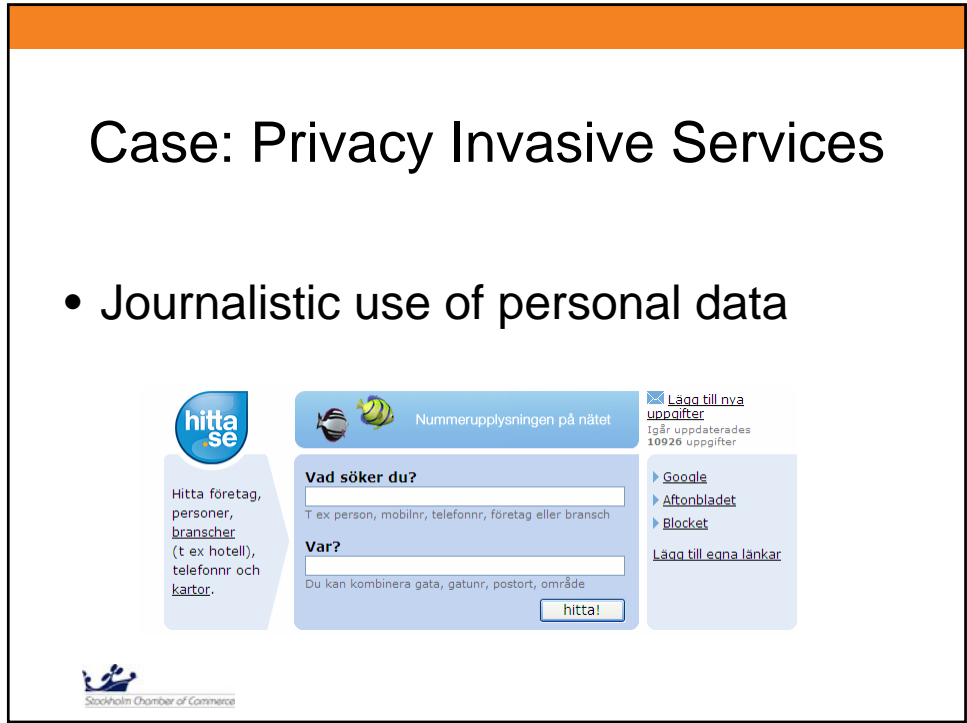 Case: Privacy Invasive Services
• Journalistic use of personal data
hitta
.se
Nummerupplysningen på nätet
Lägg till nya
uppgifter
Igår uppdaterades
10926 uppgifter
Hitta företag,
personer,
branscher
(t ex hotell),
telefonnr och
kartor.
Vad söker du?
T ex person, mobilnr, telefonnr, företag eller bransch
Var?
Du kan kombinera gata, gatunr, postort, område
hitta!
Google
Aftonbladet
Blocket
Lägg till egna länkar
Stockholm Chamber of Commerce